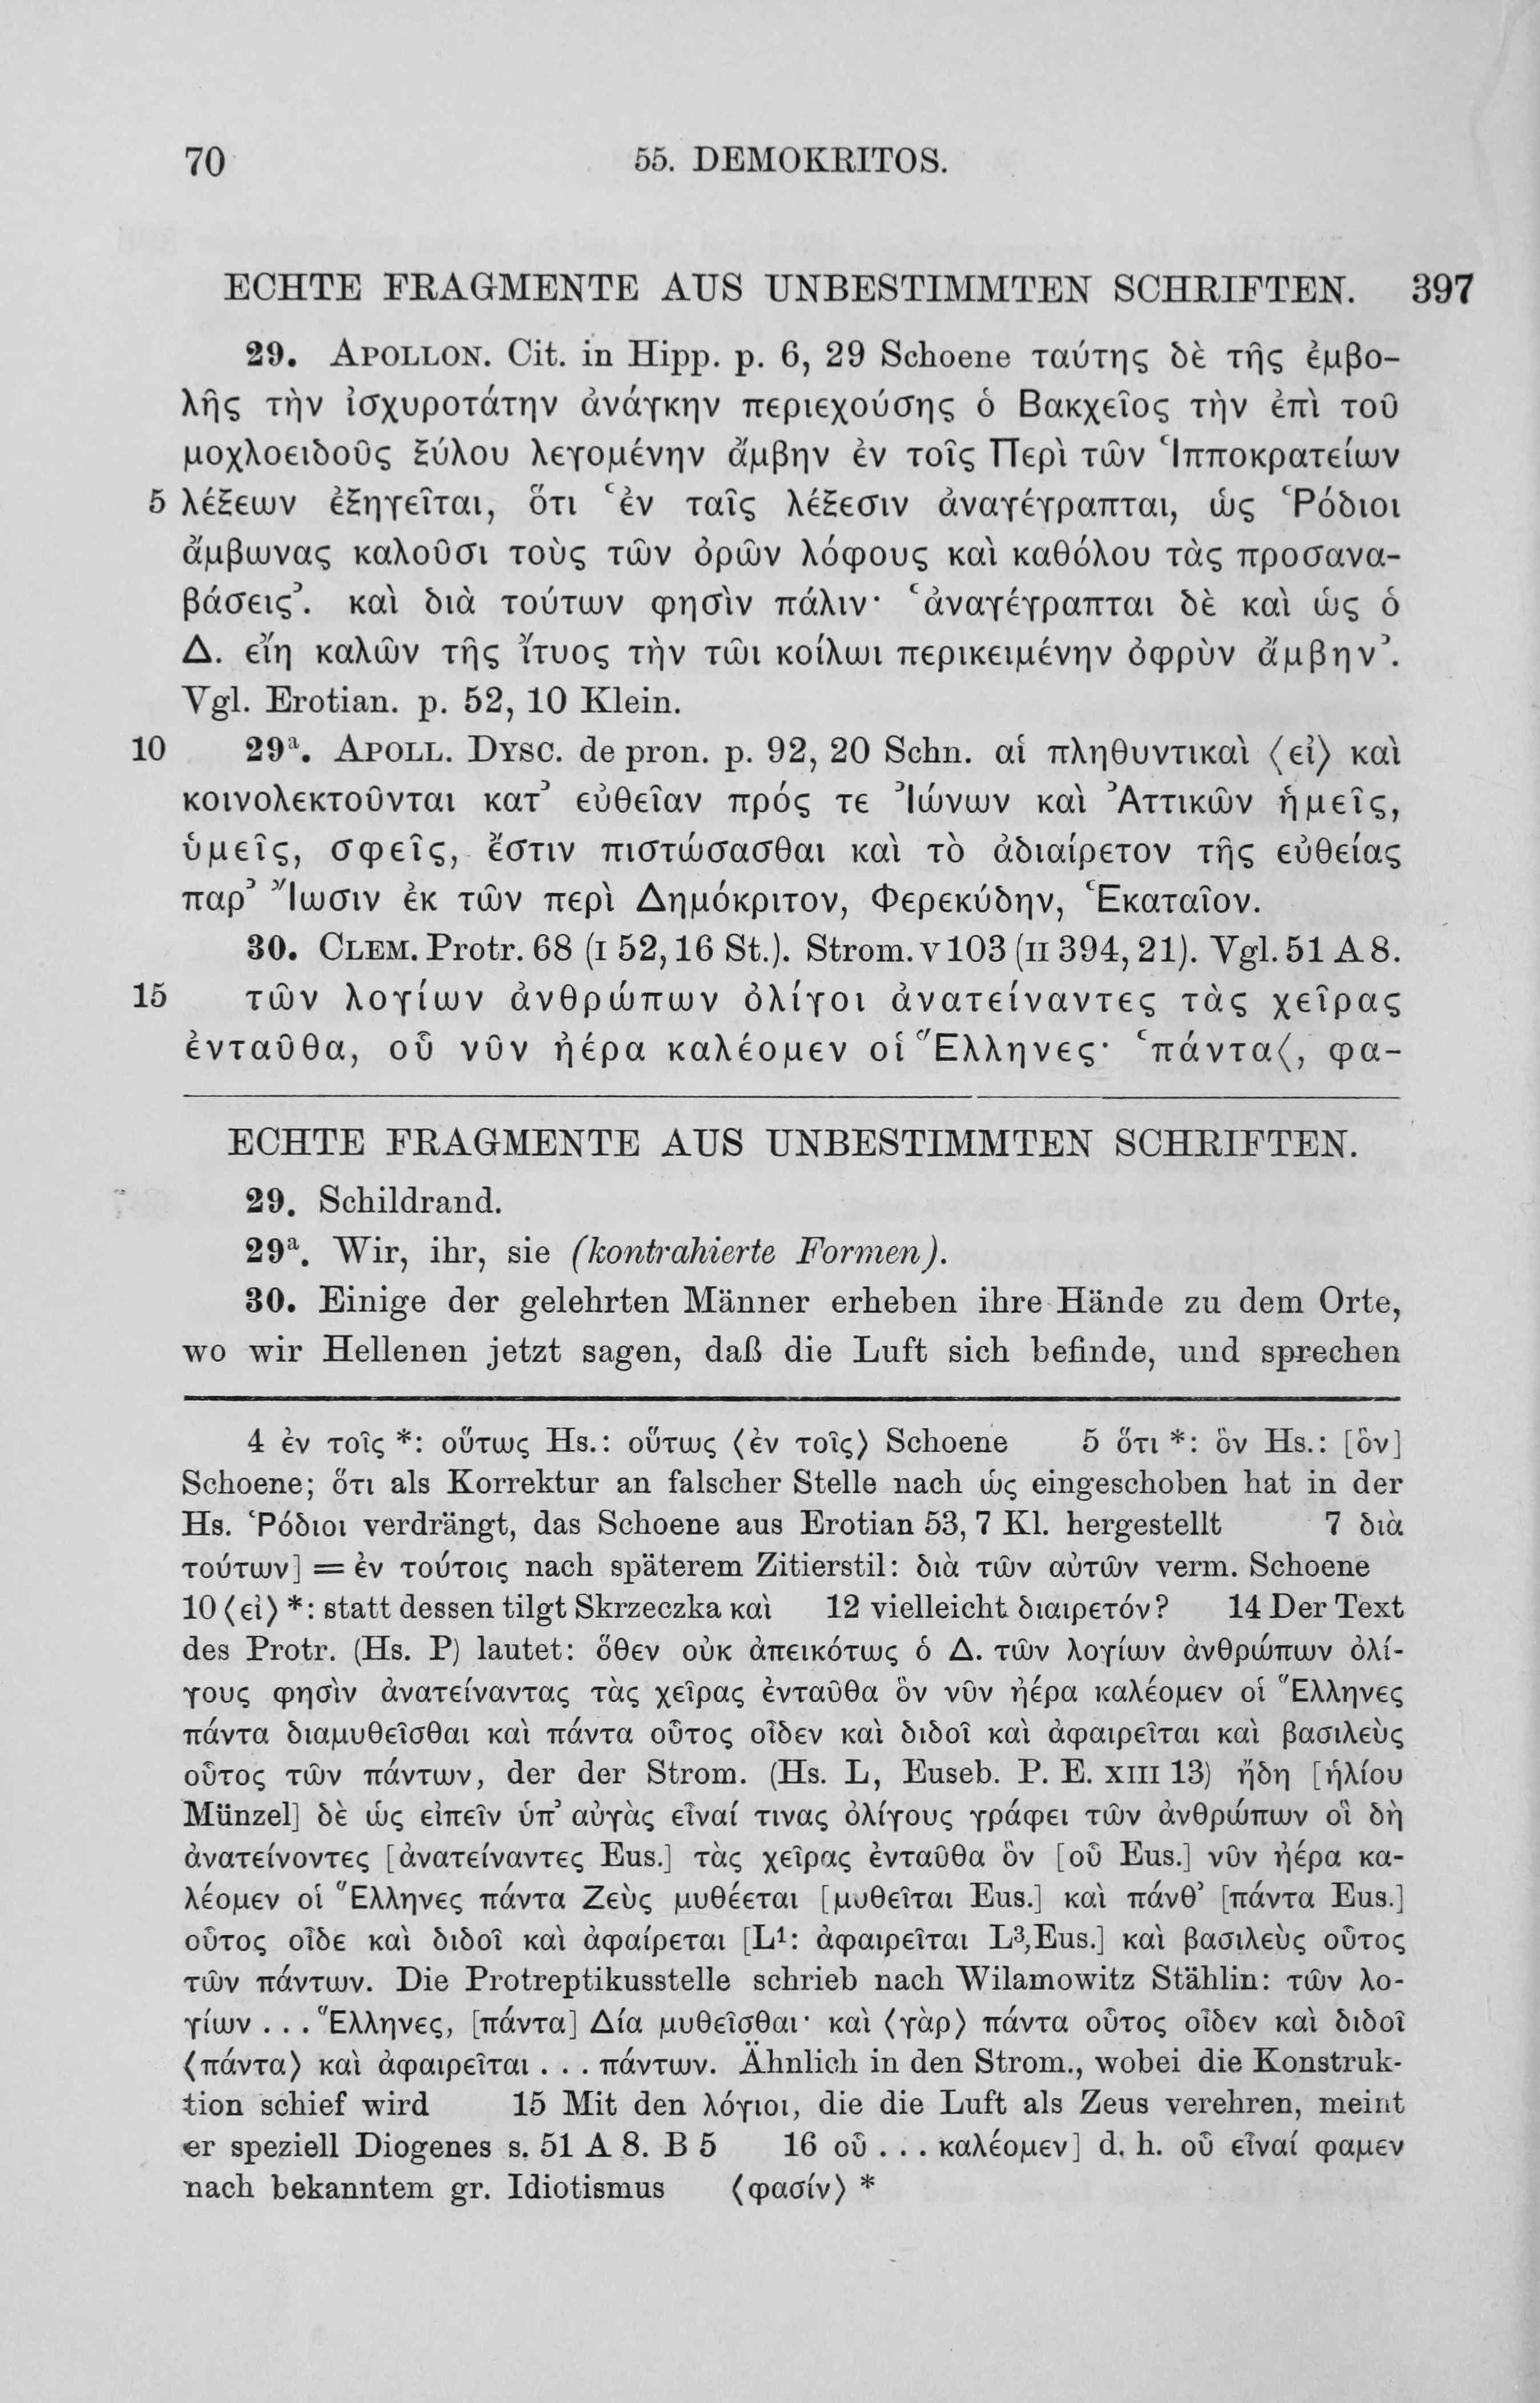 70 55. DEMOKRITOS.
ECHTE FRAGMENTE AUS UNBESTIMMTEN SCHRIFTEN. 397
29. APOLLON. Cit. in Hipp. p. 6, 29 Schoene ταύτης δὲ τῆς ἐμβο-
λῆς τὴν ἰσχυροτάτην ἀνάγκην περιεχούσης ὁ Βακχεῖος τὴν ἐπὶ τοῦ
μοχλοειδοῦς ξύλου λεγομένην ἄμβην ἐν τοῖς Περὶ τῶν Ἱπποκρατείων
5 λέξεων ἐξηγεῖται, ὅτι ‘ἐν ταῖς λέξεσιν ἀναγέγραπται, ὡς Ῥόδιοι
ἄμβωνας καλοῦσι τοὺς τῶν ὀρῶν λόφους καὶ καθόλου τὰς προσανα-
βάσεις’. καὶ διὰ τούτων φησὶν πάλιν· ‘ἀναγέγραπται δὲ καὶ ὡς ὁ
Δ. εἴη καλῶν τῆς ἴτυος τὴν τῶι κοίλωι περικειμένην ὀφρὺν ἄμβην’.
Vgl. Erotian. p. 52, 10 Klein.
10 29ª. APOLL. DYSC. de pron. p. 92, 20 Schn. αἱ πληθυντικαὶ ⟨εἰ⟩ καὶ
κοινολεκτοῦνται κατ’ εὐθεῖαν πρός τε Ἰώνων καὶ Ἀττικῶν ἡμεῖς,
ὑμεῖς, σφεῖς, ἔστιν πιστώσασθαι καὶ τὸ ἀδιαίρετον τῆς εὐθείας
παρ’ Ἴωσιν ἐκ τῶν περὶ Δημόκριτον, Φερεκύδην, Ἑκαταῖον.
30. CLEM. Protr. 68 (I 52, 16 St.). Strom. V 103 (II 394, 21). Vgl. 51 A 8.
15 τῶν λογίων ἀνθρώπων ὀλίγοι ἀνατείναντες τὰς χεῖρας
ἐνταῦθα, οὗ νῦν ἠέρα καλέομεν οἱ Ἕλληνες· ‘πάντα⟨, φα-
ECHTE FRAGMENTE AUS UNBESTIMMTEN SCHRIFTEN.
29. Schildrand.
29ª. Wir, ihr, sie (kontrahierte Formen).
30. Einige der gelehrten Männer erheben ihre Hände zu dem Orte,
wo wir Hellenen jetzt sagen, daß die Luft sich befinde, und sprechen
4 ἐν τοῖς *: οὕτως Hs.: οὕτως ⟨ἐν τοῖς⟩ Schoene 5 ὅτι *: ὃν Hs.: [ὃν]
Schoene; ὅτι als Korrektur an falscher Stelle nach ὡς eingeschoben hat in der
Hs. Ῥόδιοι verdrängt, das Schoene aus Erotian 53, 7 Kl. hergestellt 7 διὰ
τούτων] = ἐν τούτοις nach späterem Zitierstil: διὰ τῶν αὐτῶν verm. Schoene
10 ⟨εἰ⟩ *: statt dessen tilgt Skrzeczka καὶ 12 vielleicht διαιρετόν? 14 Der Text
des Protr. (Hs. P) lautet: ὅθεν οὐκ ἀπεικότως ὁ Δ. τῶν λογίων ἀνθρώπων ὀλί-
γους φησὶν ἀνατείναντας τὰς χεῖρας ἐνταῦθα ὃν νῦν ἠέρα καλέομεν οἱ Ἕλληνες
πάντα διαμυθεῖσθαι καὶ πάντα οὗτος οἶδεν καὶ διδοῖ καὶ ἀφαιρεῖται καὶ βασιλεὺς
οὗτος τῶν πάντων, der der Strom. (Hs. L, Euseb. P. E. XIII 13) ἤδη [ἡλίου
Münzel] δὲ ὡς εἰπεῖν ὑπ’ αὐγὰς εἶναί τινας ὀλίγους γράφει τῶν ἀνθρώπων οἳ δὴ
ἀνατείνοντες [ἀνατείναντες Eus.] τὰς χεῖρας ἐνταῦθα ὃν [οὗ Eus.] νῦν ἠέρα κα-
λέομεν οἱ Ἕλληνες πάντα Ζεὺς μυθέεται [μυθεῖται Eus.] καὶ πάνθ’ [πάντα Eus.]
οὗτος οἶδε καὶ διδοῖ καὶ ἀφαίρεται [L¹: ἀφαιρεῖται L³, Eus.] καὶ βασιλεὺς οὗτος
τῶν πάντων. Die Protreptikusstelle schrieb nach Wilamowitz Stählin: τῶν λο-
γίων . . . Ἕλληνες, [πάντα] Δία μυθεῖσθαι· καὶ ⟨γὰρ⟩ πάντα οὗτος οἶδεν καὶ διδοῖ
⟨πάντα⟩ καὶ ἀφαιρεῖται . . . πάντων. Ähnlich in den Strom., wobei die Konstruk-
tion schief wird 15 Mit den λόγιοι, die die Luft als Zeus verehren, meint
er speziell Diogenes s. 51 A 8. B 5 16 οὗ . . . καλέομεν] d. h. οὗ εἶναί φαμεν
nach bekanntem gr. Idiotismus ⟨φασίν⟩ *